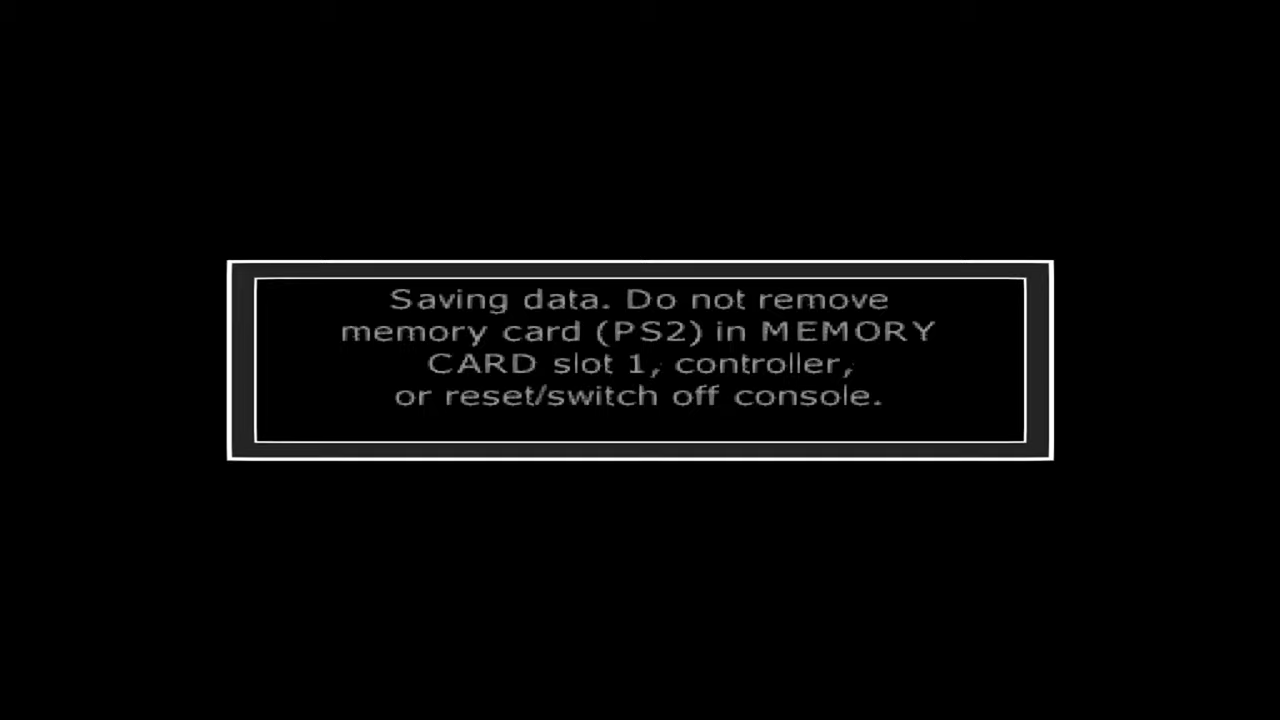 Saving data. Do not remove
memory card (PS2) in MEMORY
CARD slot 1, controller,
or reset/switch off console.